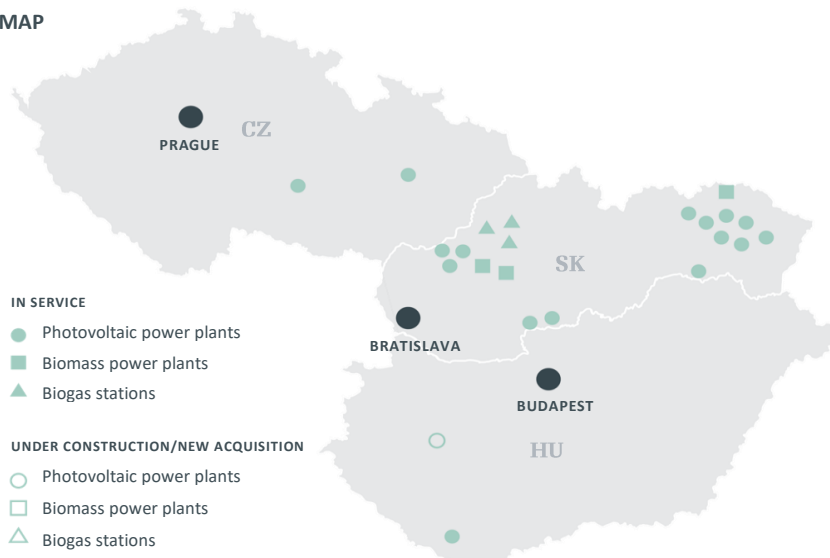 MAP
CZ
PRAGUE
SK
BRATISLAVA
BUDAPEST
HU
IN SERVICE
Photovoltaic power plants
Biomass power plants
Biogas stations
UNDER CONSTRUCTION/NEW ACQUISITION
Photovoltaic power plants
Biomass power plants
Biogas stations